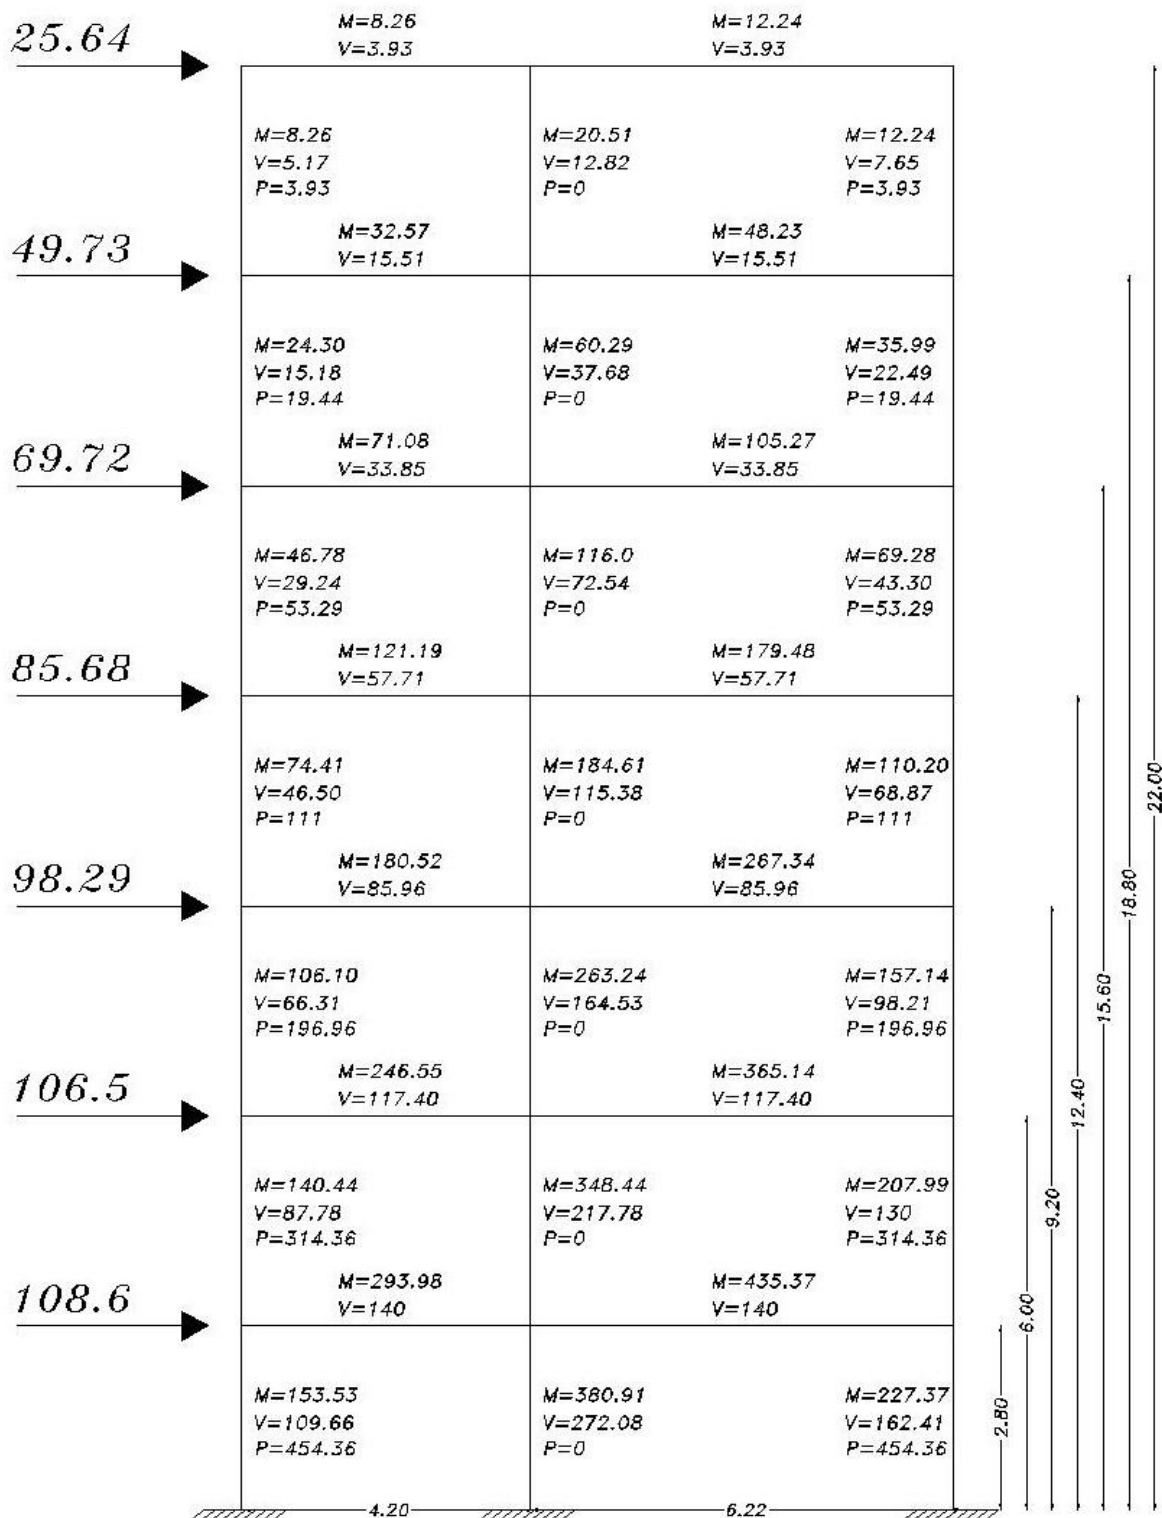 25.64
M=8.26
V=3.93
M=12.24
V=3.93
M=8.26
V=5.17
P=3.93
M=20.51
V=12.82
P=0
M=12.24
V=7.65
P=3.93
49.73
M=32.57
V=15.51
M=48.23
V=15.51
M=24.30
V=15.18
P=19.44
M=60.29
V=37.68
P=0
M=35.99
V=22.49
P=19.44
69.72
M=71.08
V=33.85
M=105.27
V=33.85
M=46.78
V=29.24
P=53.29
M=116.0
V=72.54
P=0
M=69.28
V=43.30
P=53.29
85.68
M=121.19
V=57.71
M=179.48
V=57.71
M=74.41
V=46.50
P=111
M=184.61
V=115.38
P=0
M=110.20
V=68.87
P=111
98.29
M=180.52
V=85.96
M=267.34
V=85.96
M=106.10
V=66.31
P=196.96
M=263.24
V=164.53
P=0
M=157.14
V=98.21
P=196.96
106.5
M=246.55
V=117.40
M=365.14
V=117.40
M=140.44
V=87.78
P=314.36
M=348.44
V=217.78
P=0
M=207.99
V=130
P=314.36
108.6
M=293.98
V=140
M=435.37
V=140
M=153.53
V=109.66
P=454.36
M=380.91
V=272.08
P=0
M=227.37
V=162.41
P=454.36
4.20
6.22
2.80
6.00
9.20
12.40
15.60
18.80
22.00